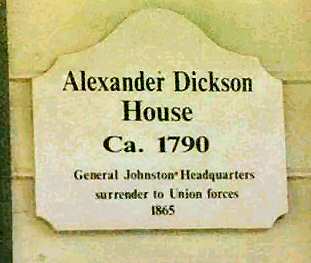 Alexander Dickson
House
Ca. 1790
General Johnston• Headquarters
surrender to Union forces
1865